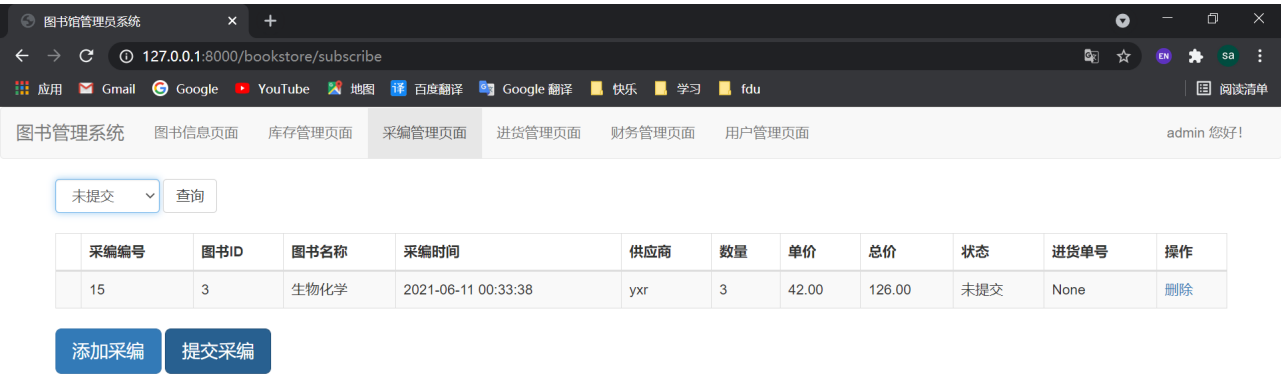 图书馆管理员系统
127.0.0.1:8000/bookstore/subscribe
EN
sa
应用 Gmail Google YouTube 地图 译 百度翻译 Google 翻译 快乐 学习 fdu 阅读清单
图书管理系统 图书信息页面 库存管理页面 采编管理页面 进货管理页面 财务管理页面 用户管理页面 admin 您好!
未提交 查询
采编编号 图书ID 图书名称 采编时间 供应商 数量 单价 总价 状态 进货单号 操作
15 3 生物化学 2021-06-11 00:33:38 yxr 3 42.00 126.00 未提交 None 删除
添加采编 提交采编